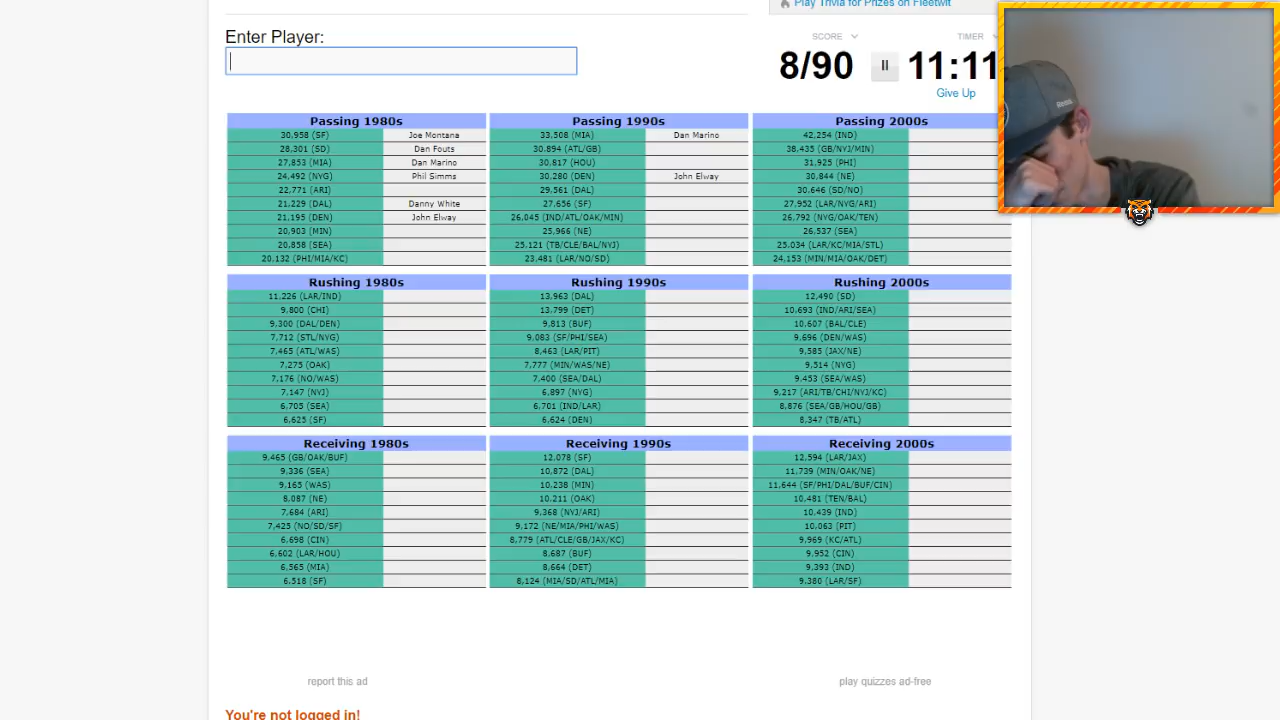 Play Trivia for Prizes on Fleetwit
Enter Player:
SCORE
TIMER
8/90
11:11
Give Up
Passing 1980s
30,958 (SF) Joe Montana
28,301 (SD) Dan Fouts
27,853 (MIA) Dan Marino
24,492 (NYG) Phil Simms
22,771 (ARI)
21,229 (DAL) Danny White
21,195 (DEN) John Elway
20,903 (MIN)
20,858 (SEA)
20,132 (PHI/MIA/KC)
Passing 1990s
33,508 (MIA) Dan Marino
30,894 (ATL/GB)
30,817 (HOU)
30,280 (DEN) John Elway
29,561 (DAL)
27,656 (SF)
26,045 (IND/ATL/OAK/MIN)
25,966 (NE)
25,121 (TB/CLE/BAL/NYJ)
23,481 (LAR/NO/SD)
Passing 2000s
42,254 (IND)
38,435 (GB/NYJ/MIN)
31,925 (PHI)
30,844 (NE)
30,646 (SD/NO)
27,952 (LAR/NYG/ARI)
26,792 (NYG/OAK/TEN)
26,537 (SEA)
25,034 (LAR/KC/MIA/STL)
24,153 (MIN/MIA/OAK/DET)
Rushing 1980s
11,226 (LAR/IND)
9,800 (CHI)
9,300 (DAL/DEN)
7,712 (STL/NYG)
7,465 (ATL/WAS)
7,275 (OAK)
7,176 (NO/WAS)
7,147 (NYJ)
6,705 (SEA)
6,625 (SF)
Rushing 1990s
13,963 (DAL)
13,799 (DET)
9,813 (BUF)
9,083 (SF/PHI/SEA)
8,463 (LAR/PIT)
7,777 (MIN/WAS/NE)
7,400 (SEA/DAL)
6,897 (NYG)
6,701 (IND/LAR)
6,624 (DEN)
Rushing 2000s
12,490 (SD)
10,693 (IND/ARI/SEA)
10,607 (BAL/CLE)
9,696 (DEN/WAS)
9,585 (JAX/NE)
9,514 (NYG)
9,453 (SEA/WAS)
9,217 (ARI/TB/CHI/NYJ/KC)
8,876 (SEA/GB/HOU/GB)
8,347 (TB/ATL)
Receiving 1980s
9,465 (GB/OAK/BUF)
9,336 (SEA)
9,165 (WAS)
8,087 (NE)
7,684 (ARI)
7,425 (NO/SD/SF)
6,698 (CIN)
6,602 (LAR/HOU)
6,565 (MIA)
6,518 (SF)
Receiving 1990s
12,078 (SF)
10,872 (DAL)
10,238 (MIN)
10,211 (OAK)
9,368 (NYJ/ARI)
9,172 (NE/MIA/PHI/WAS)
8,779 (ATL/CLE/GB/JAX/KC)
8,687 (BUF)
8,664 (DET)
8,124 (MIA/SD/ATL/MIA)
Receiving 2000s
12,594 (LAR/JAX)
11,739 (MIN/OAK/NE)
11,644 (SF/PHI/DAL/BUF/CIN)
10,481 (TEN/BAL)
10,439 (IND)
10,063 (PIT)
9,969 (KC/ATL)
9,952 (CIN)
9,393 (IND)
9,380 (LAR/SF)
report this ad
play quizzes ad-free
You're not logged in!